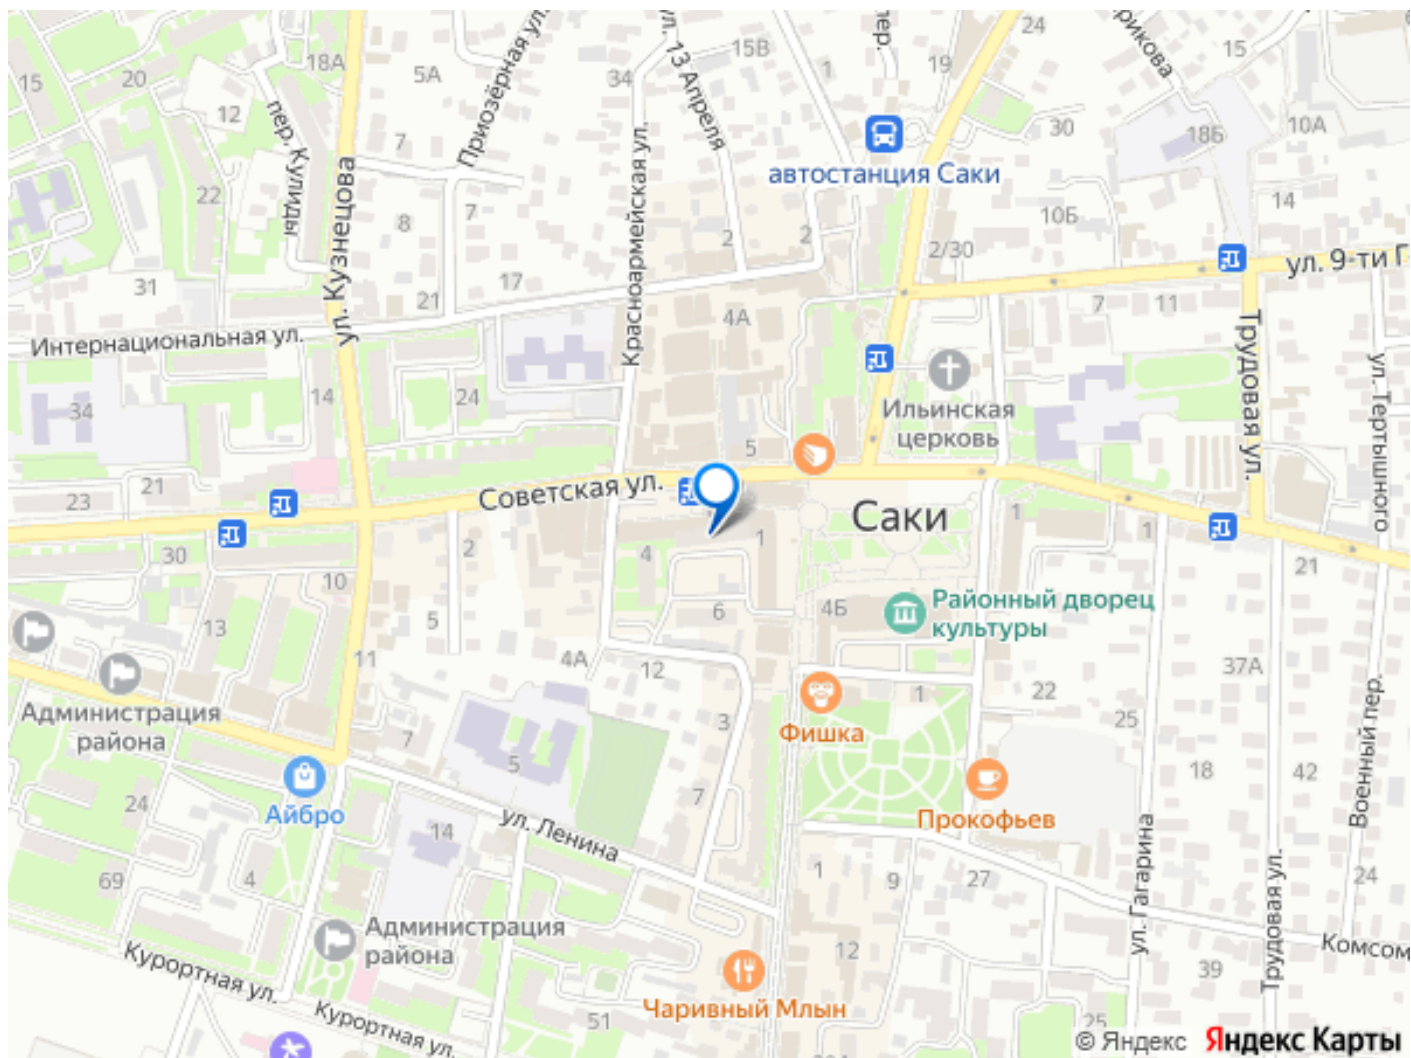 15
20
18А
12
пер. Кулиды
22
ул. Кузнецова
5А
7
Приозёрная ул.
34
ул. 13 Апреля
15В
1
пер.
19
24
15
30
18Б
10А
автостанция Саки
Красноармейская ул.
8
7
2
2
10Б
14
2/30
31
21
17
4А
7
11
ул. 9-ти Г
Интернациональная ул.
14
24
34
Ильинская
церковь
Трудовая ул.
ул. Тертышного
5
23
21
Советская ул.
Саки
1
1
30
2
4
10
6
4Б
Районный дворец
культуры
21
13
5
11
4А
12
37А
22
1
25
Военный пер.
Администрация
района
7
3
Фишка
5
18
42
Айбро
Прокофьев
24
14
ул. Ленина
7
69
4
1
9
27
ул. Гагарина
Трудовая ул.
24
Администрация
района
12
Комсом
Курортная ул.
39
Чаривный Млын
Курортная ул.
51
25
© Яндекс Яндекс Карты